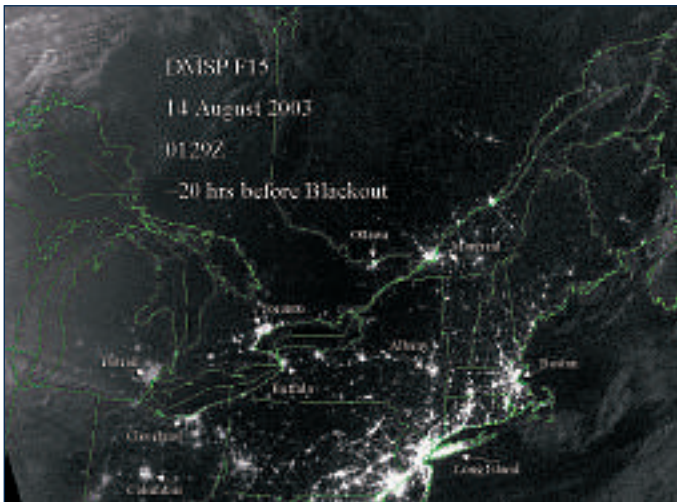 DMSP F15
14 August 2003
0129Z
~20 hrs before Blackout
Ottawa
Montreal
Toronto
Detroit
Albany
Boston
Buffalo
Cleveland
Long Island
Columbus